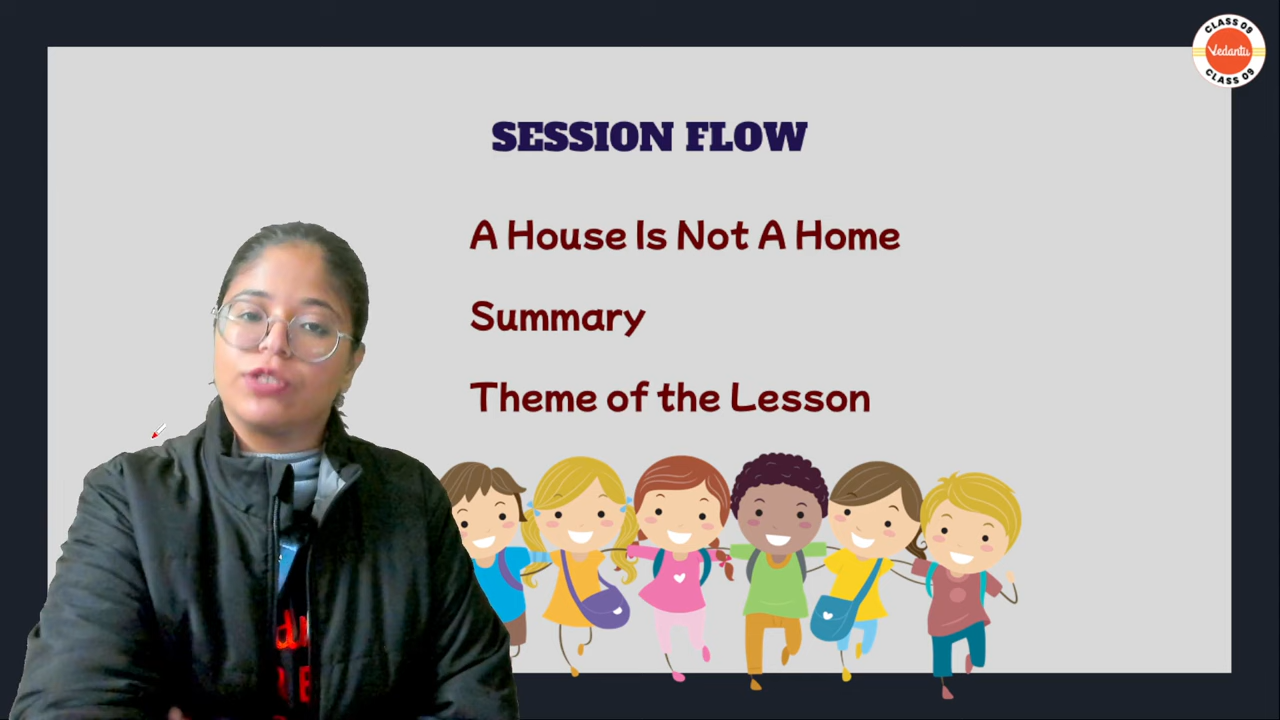 CLASS 09
Vedantu
CLASS 09
SESSION FLOW
A House Is Not A Home
Summary
Theme of the Lesson